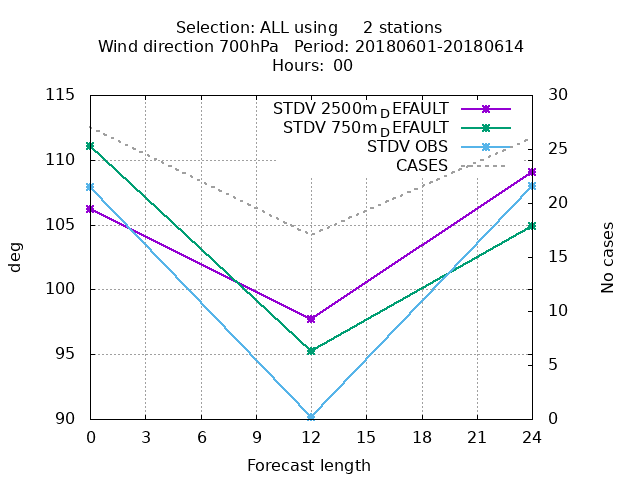 Selection: ALL using 2 stations
Wind direction 700hPa Period: 20180601-20180614
Hours: 00
STDV 2500m_DEFAULT
STDV 750m_DEFAULT
STDV OBS
CASES
deg
115
110
105
100
95
90
30
25
20
15
10
5
0
No cases
0 3 6 9 12 15 18 21 24
Forecast length